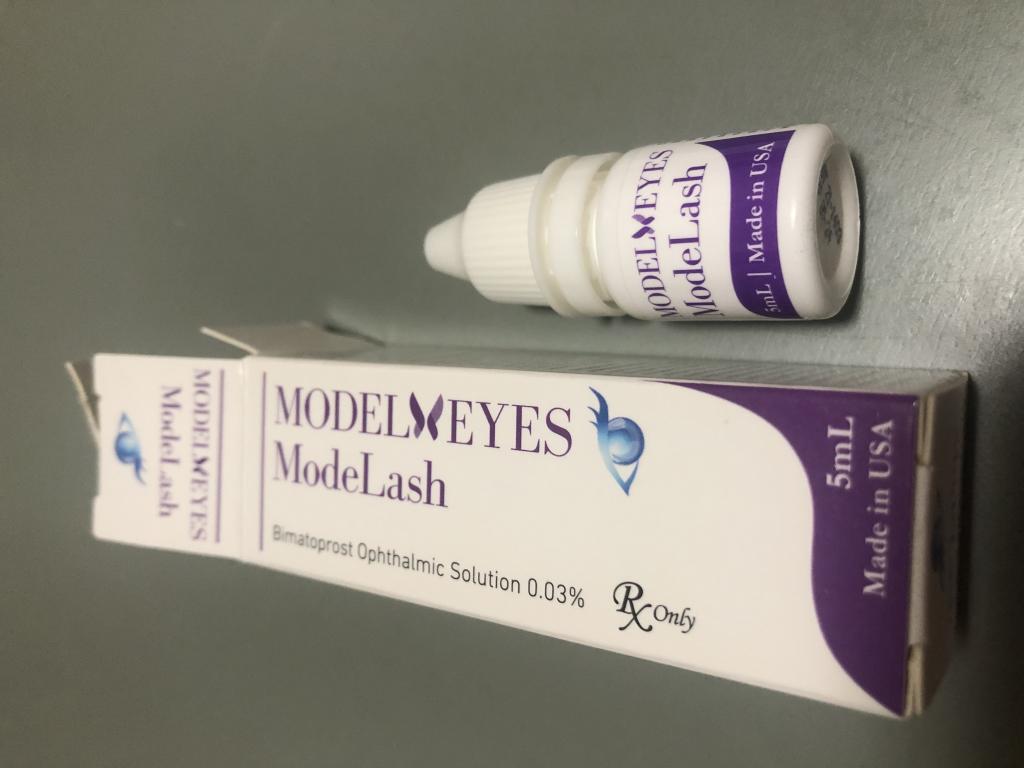 MODEL EYES
ModeLash
5mL | Made in USA
MODEL EYES
ModeLash
MODEL EYES
ModeLash
Bimatoprost Ophthalmic Solution 0.03%
Rx Only
5mL
Made in USA